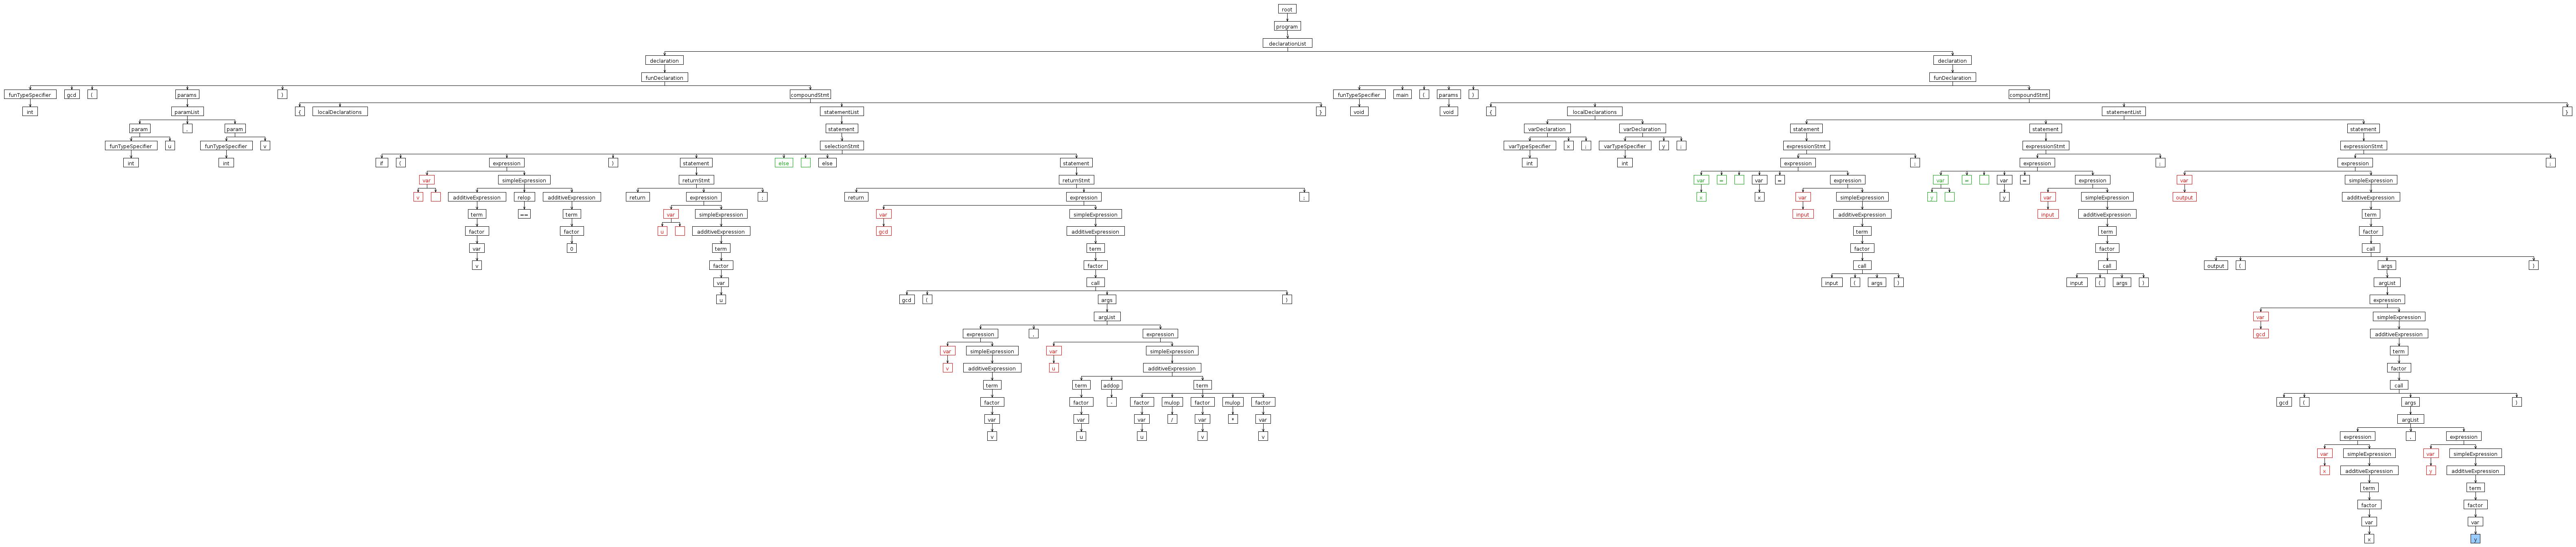 root
program
declarationList
declaration declaration
funDeclaration funDeclaration
funTypeSpecifier gcd ( params ) compoundStmt funTypeSpecifier main ( params ) compoundStmt
int paramList { localDeclarations statementList } void void { localDeclarations statementList }
param , param statement varDeclaration varDeclaration statement statement statement
funTypeSpecifier u funTypeSpecifier v selectionStmt varTypeSpecifier x ; varTypeSpecifier y ; expressionStmt expressionStmt expressionStmt
int int if ( expression ) statement else else statement int int expression ; expression ; expression ;
var simpleExpression returnStmt returnStmt var = var = expression var = var = expression var simpleExpression
v additiveExpression relop additiveExpression return expression ; return expression ; x x var simpleExpression y y var simpleExpression output additiveExpression
term == term var simpleExpression var simpleExpression input additiveExpression input additiveExpression term
factor factor u additiveExpression gcd additiveExpression term term factor
var 0 term term factor factor call
v factor factor call call output ( args )
var call input ( args ) input ( args ) argList
u gcd ( args ) expression
argList var simpleExpression
expression , expression gcd additiveExpression
var simpleExpression var simpleExpression term
v additiveExpression u additiveExpression factor
term term addop term call
factor factor - factor mulop factor mulop factor gcd ( args )
var var var / var * var argList
v u u v v expression , expression
var simpleExpression var simpleExpression
x additiveExpression y additiveExpression
term term
factor factor
var var
x y